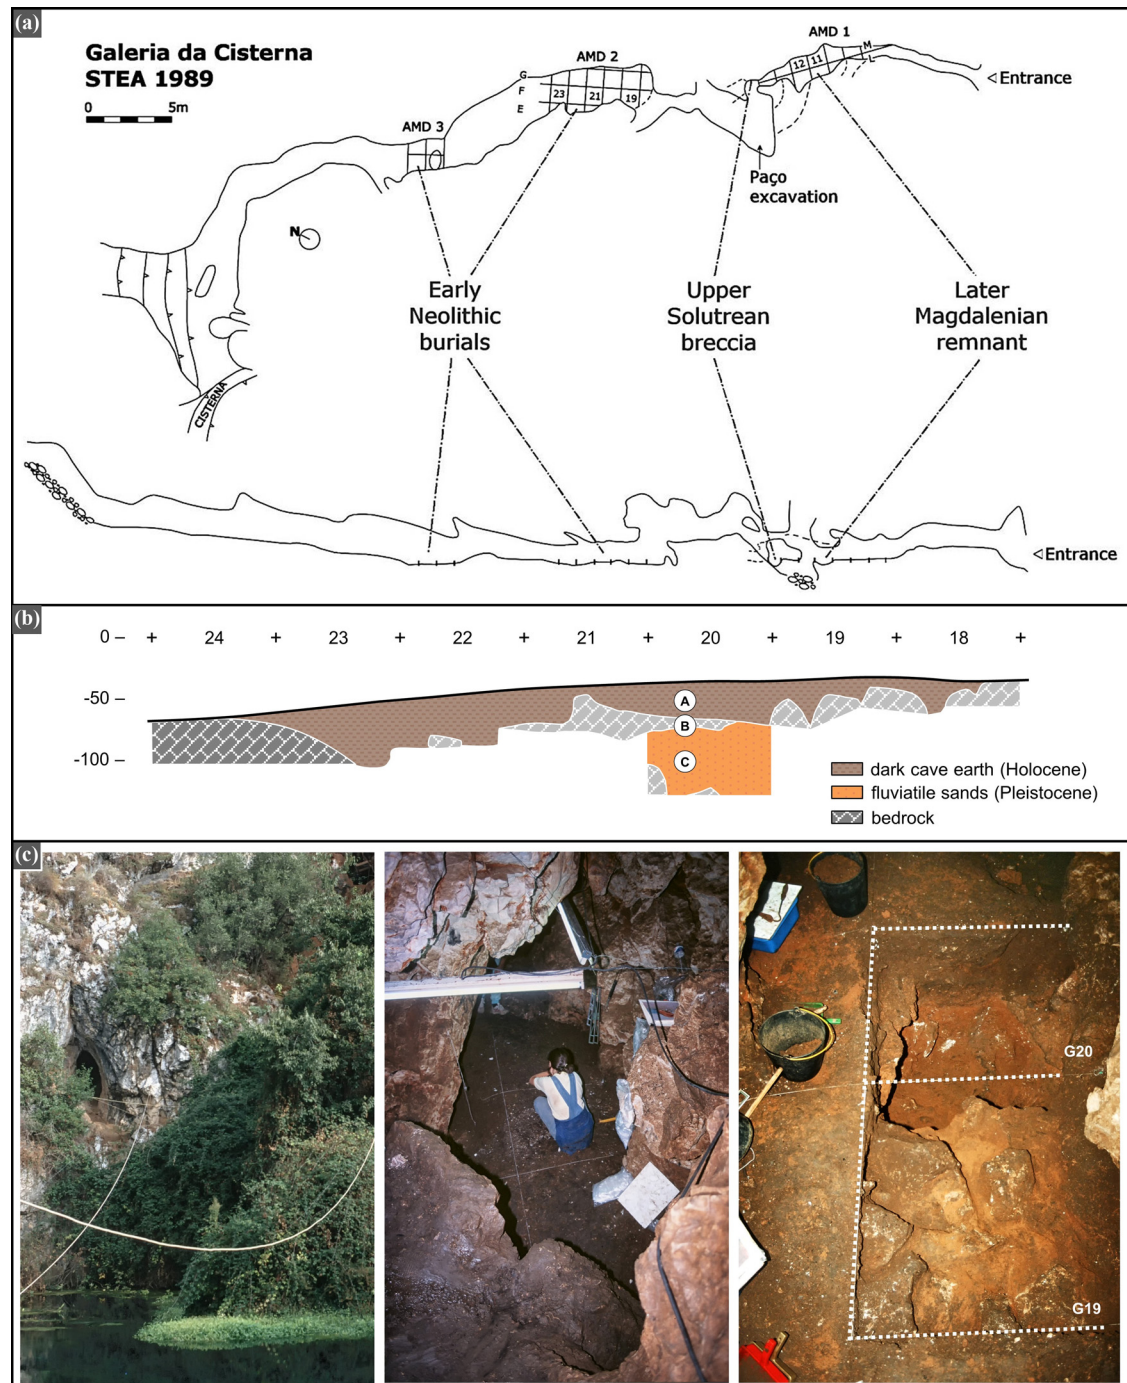 (a)
Galeria da Cisterna
STEA 1989
0 5m
AMD 1
M
L
12 11
AMD 2
G
F
E
23 21 19
AMD 3
◁Entrance
Paço
excavation
N
Early
Neolithic
burials
Upper
Solutrean
breccia
Later
Magdalenian
remnant
CISTERNA
◁Entrance
(b)
0 – + 24 + 23 + 22 + 21 + 20 + 19 + 18 +
-50 –
-100 –
A
B
C
dark cave earth (Holocene)
fluviatile sands (Pleistocene)
bedrock
(c)
G20
G19